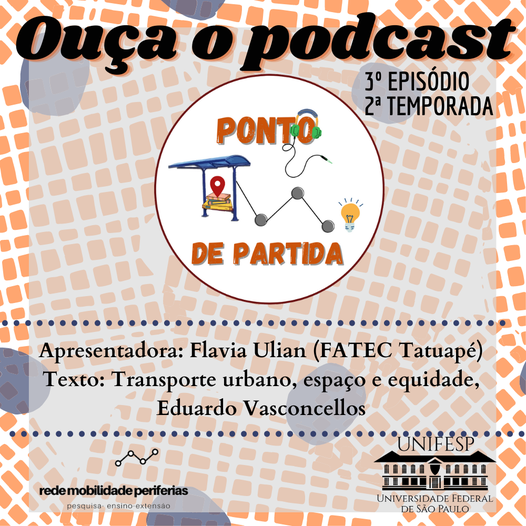 Ouça o podcast
3º EPISÓDIO
2ª TEMPORADA
PONTO
DE PARTIDA
Apresentadora: Flavia Ulian (FATEC Tatuapé)
Texto: Transporte urbano, espaço e equidade,
Eduardo Vasconcellos
rede mobilidade periferias
pesquisa ensino extensão
UNIFESP
UNIVERSIDADE FEDERAL
DE SÃO PAULO